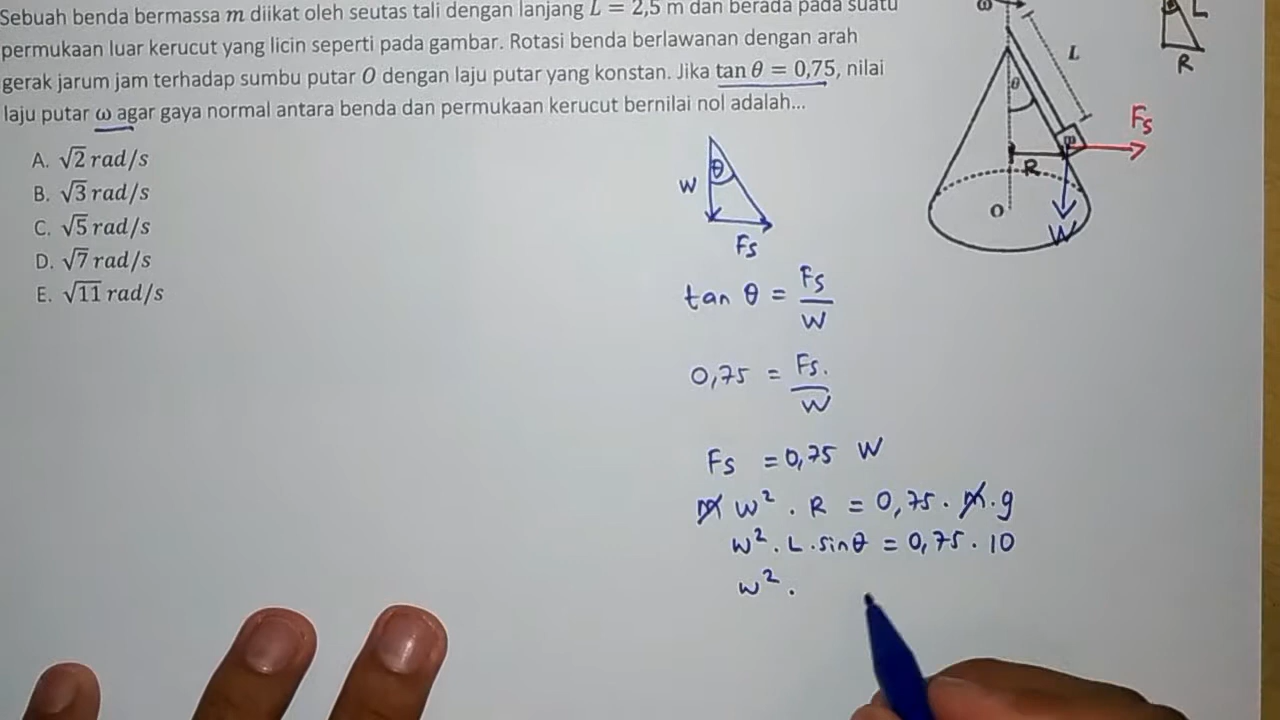 Sebuah benda bermassa m diikat oleh seutas tali dengan lanjang L = 2,5 m dan berada pada suatu
permukaan luar kerucut yang licin seperti pada gambar. Rotasi benda berlawanan dengan arah
gerak jarum jam terhadap sumbu putar O dengan laju putar yang konstan. Jika tan θ = 0,75, nilai
laju putar ω agar gaya normal antara benda dan permukaan kerucut bernilai nol adalah...
A. √2 rad/s
B. √3 rad/s
C. √5 rad/s
D. √7 rad/s
E. √11 rad/s
W θ
Fs
tan θ = Fs / W
0,75 = Fs. / W
Fs = 0,75 W
m w² . R = 0,75 . m . g
w² . L . sinθ = 0,75 . 10
w² .
ω
L
θ
Fs
m
R
O
W
L
R